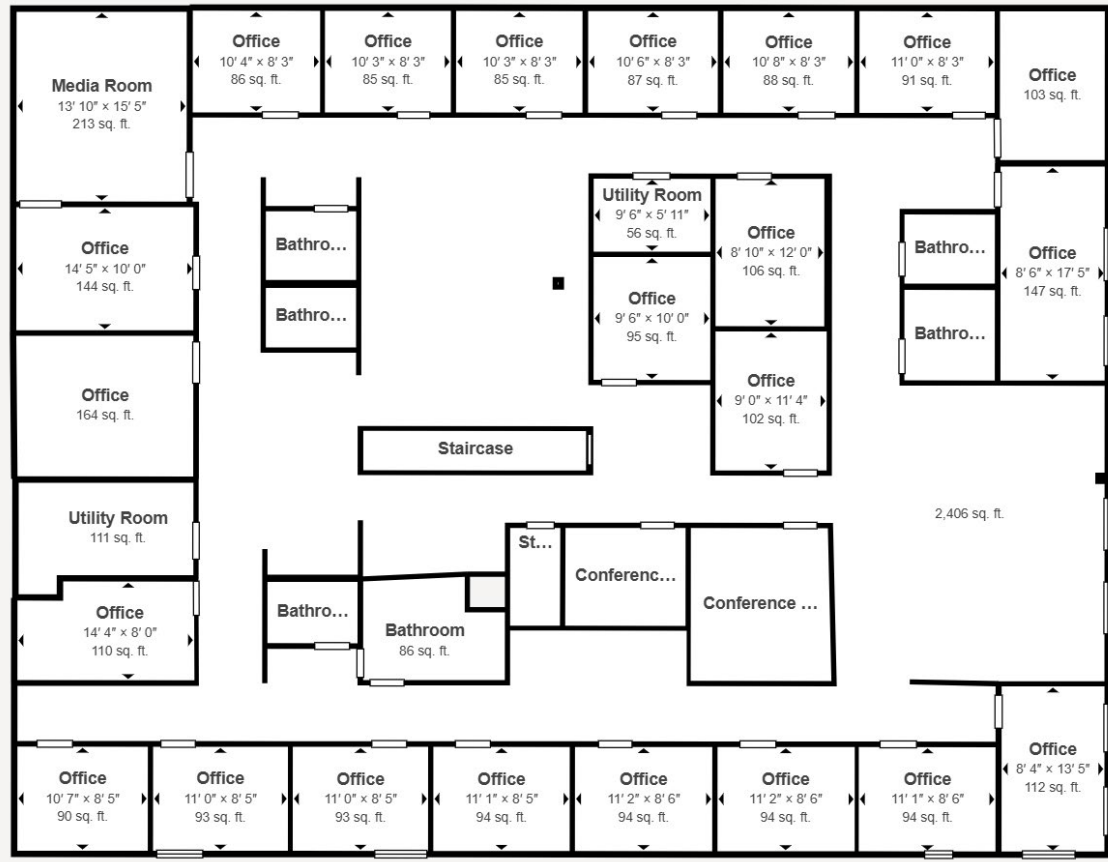 Office
10' 4" × 8' 3"
86 sq. ft.
Office
10' 3" × 8' 3"
85 sq. ft.
Office
10' 3" × 8' 3"
85 sq. ft.
Office
10' 6" × 8' 3"
87 sq. ft.
Office
10' 8" × 8' 3"
88 sq. ft.
Office
11' 0" × 8' 3"
91 sq. ft.
Office
103 sq. ft.
Media Room
13' 10" × 15' 5"
213 sq. ft.
Utility Room
9' 6" × 5' 11"
56 sq. ft.
Office
8' 10" × 12' 0"
106 sq. ft.
Bathro...
Office
14' 5" × 10' 0"
144 sq. ft.
Bathro...
Office
8' 6" × 17' 5"
147 sq. ft.
Bathro...
Office
9' 6" × 10' 0"
95 sq. ft.
Bathro...
Office
164 sq. ft.
Office
9' 0" × 11' 4"
102 sq. ft.
Staircase
Utility Room
111 sq. ft.
2,406 sq. ft.
St...
Conferenc...
Conference ...
Office
14' 4" × 8' 0"
110 sq. ft.
Bathro...
Bathroom
86 sq. ft.
Office
8' 4" × 13' 5"
112 sq. ft.
Office
10' 7" × 8' 5"
90 sq. ft.
Office
11' 0" × 8' 5"
93 sq. ft.
Office
11' 0" × 8' 5"
93 sq. ft.
Office
11' 1" × 8' 5"
94 sq. ft.
Office
11' 2" × 8' 6"
94 sq. ft.
Office
11' 2" × 8' 6"
94 sq. ft.
Office
11' 1" × 8' 6"
94 sq. ft.